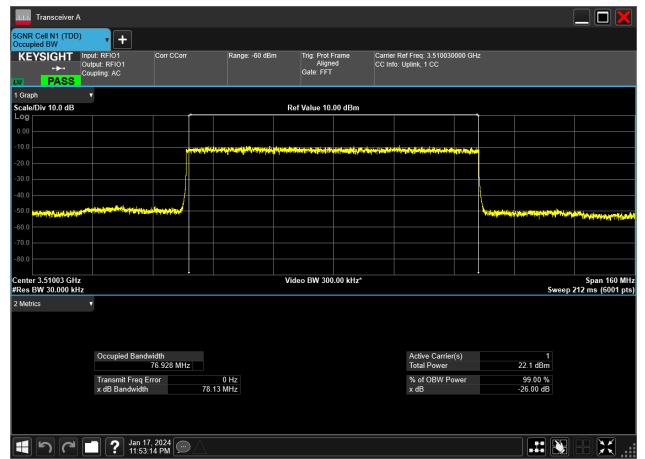 Transceiver A
5GNR Cell N1 (TDD)
Occupied BW
KEYSIGHT
PASS
Input: RFIO1
Output: RFIO1
Coupling: AC
Corr CCorr
Range: -60 dBm
Trig: Prot Frame
Aligned
Gate: FFT
Carrier Ref Freq: 3.510030000 GHz
CC Info: Uplink, 1 CC
1 Graph
Scale/Div 10.0 dB
Ref Value 10.00 dBm
Log
0.00
-10.0
-20.0
-30.0
-40.0
-50.0
-60.0
-70.0
-80.0
Center 3.51003 GHz
Video BW 300.00 kHz*
Span 160 MHz
#Res BW 30.000 kHz
Sweep 212 ms (6001 pts)
2 Metrics
Occupied Bandwidth
76.928 MHz
Active Carrier(s) 1
Total Power 22.1 dBm
Transmit Freq Error 0 Hz
x dB Bandwidth 78.13 MHz
% of OBW Power 99.00 %
x dB -26.00 dB
?
Jan 17, 2024
11:53:14 PM